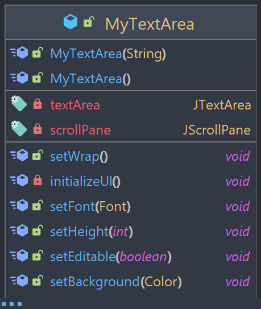 MyTextArea
MyTextArea(String)
MyTextArea()
textArea JTextArea
scrollPane JScrollPane
setWrap() void
initializeUI() void
setFont(Font) void
setHeight(int) void
setEditable(boolean) void
setBackground(Color) void